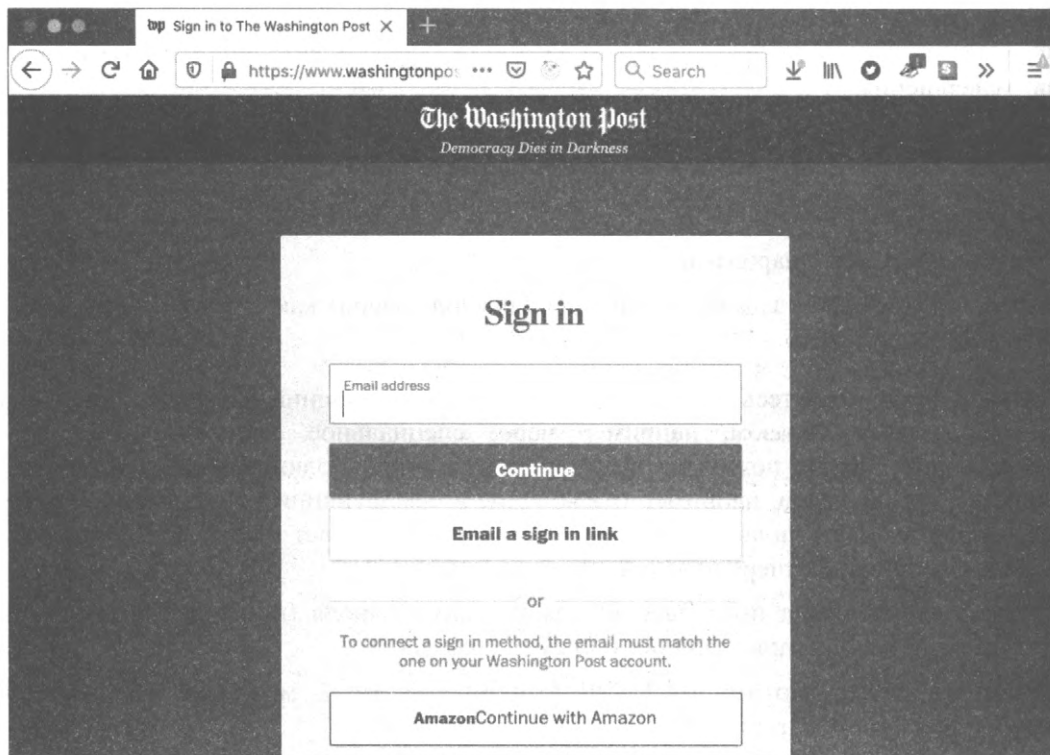 wp Sign in to The Washington Post
https://www.washingtonpos
Search
The Washington Post
Democracy Dies in Darkness
Sign in
Email address
Continue
Email a sign in link
or
To connect a sign in method, the email must match the
one on your Washington Post account.
AmazonContinue with Amazon